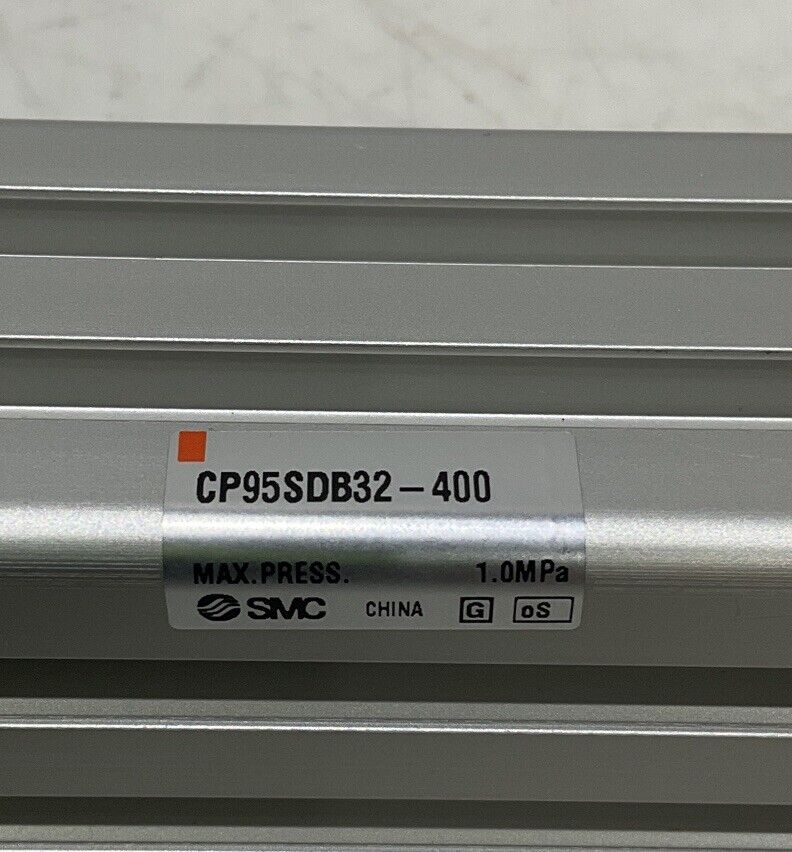 CP95SDB32-400
MAX.PRESS. 1.0MPa
SMC CHINA G oS